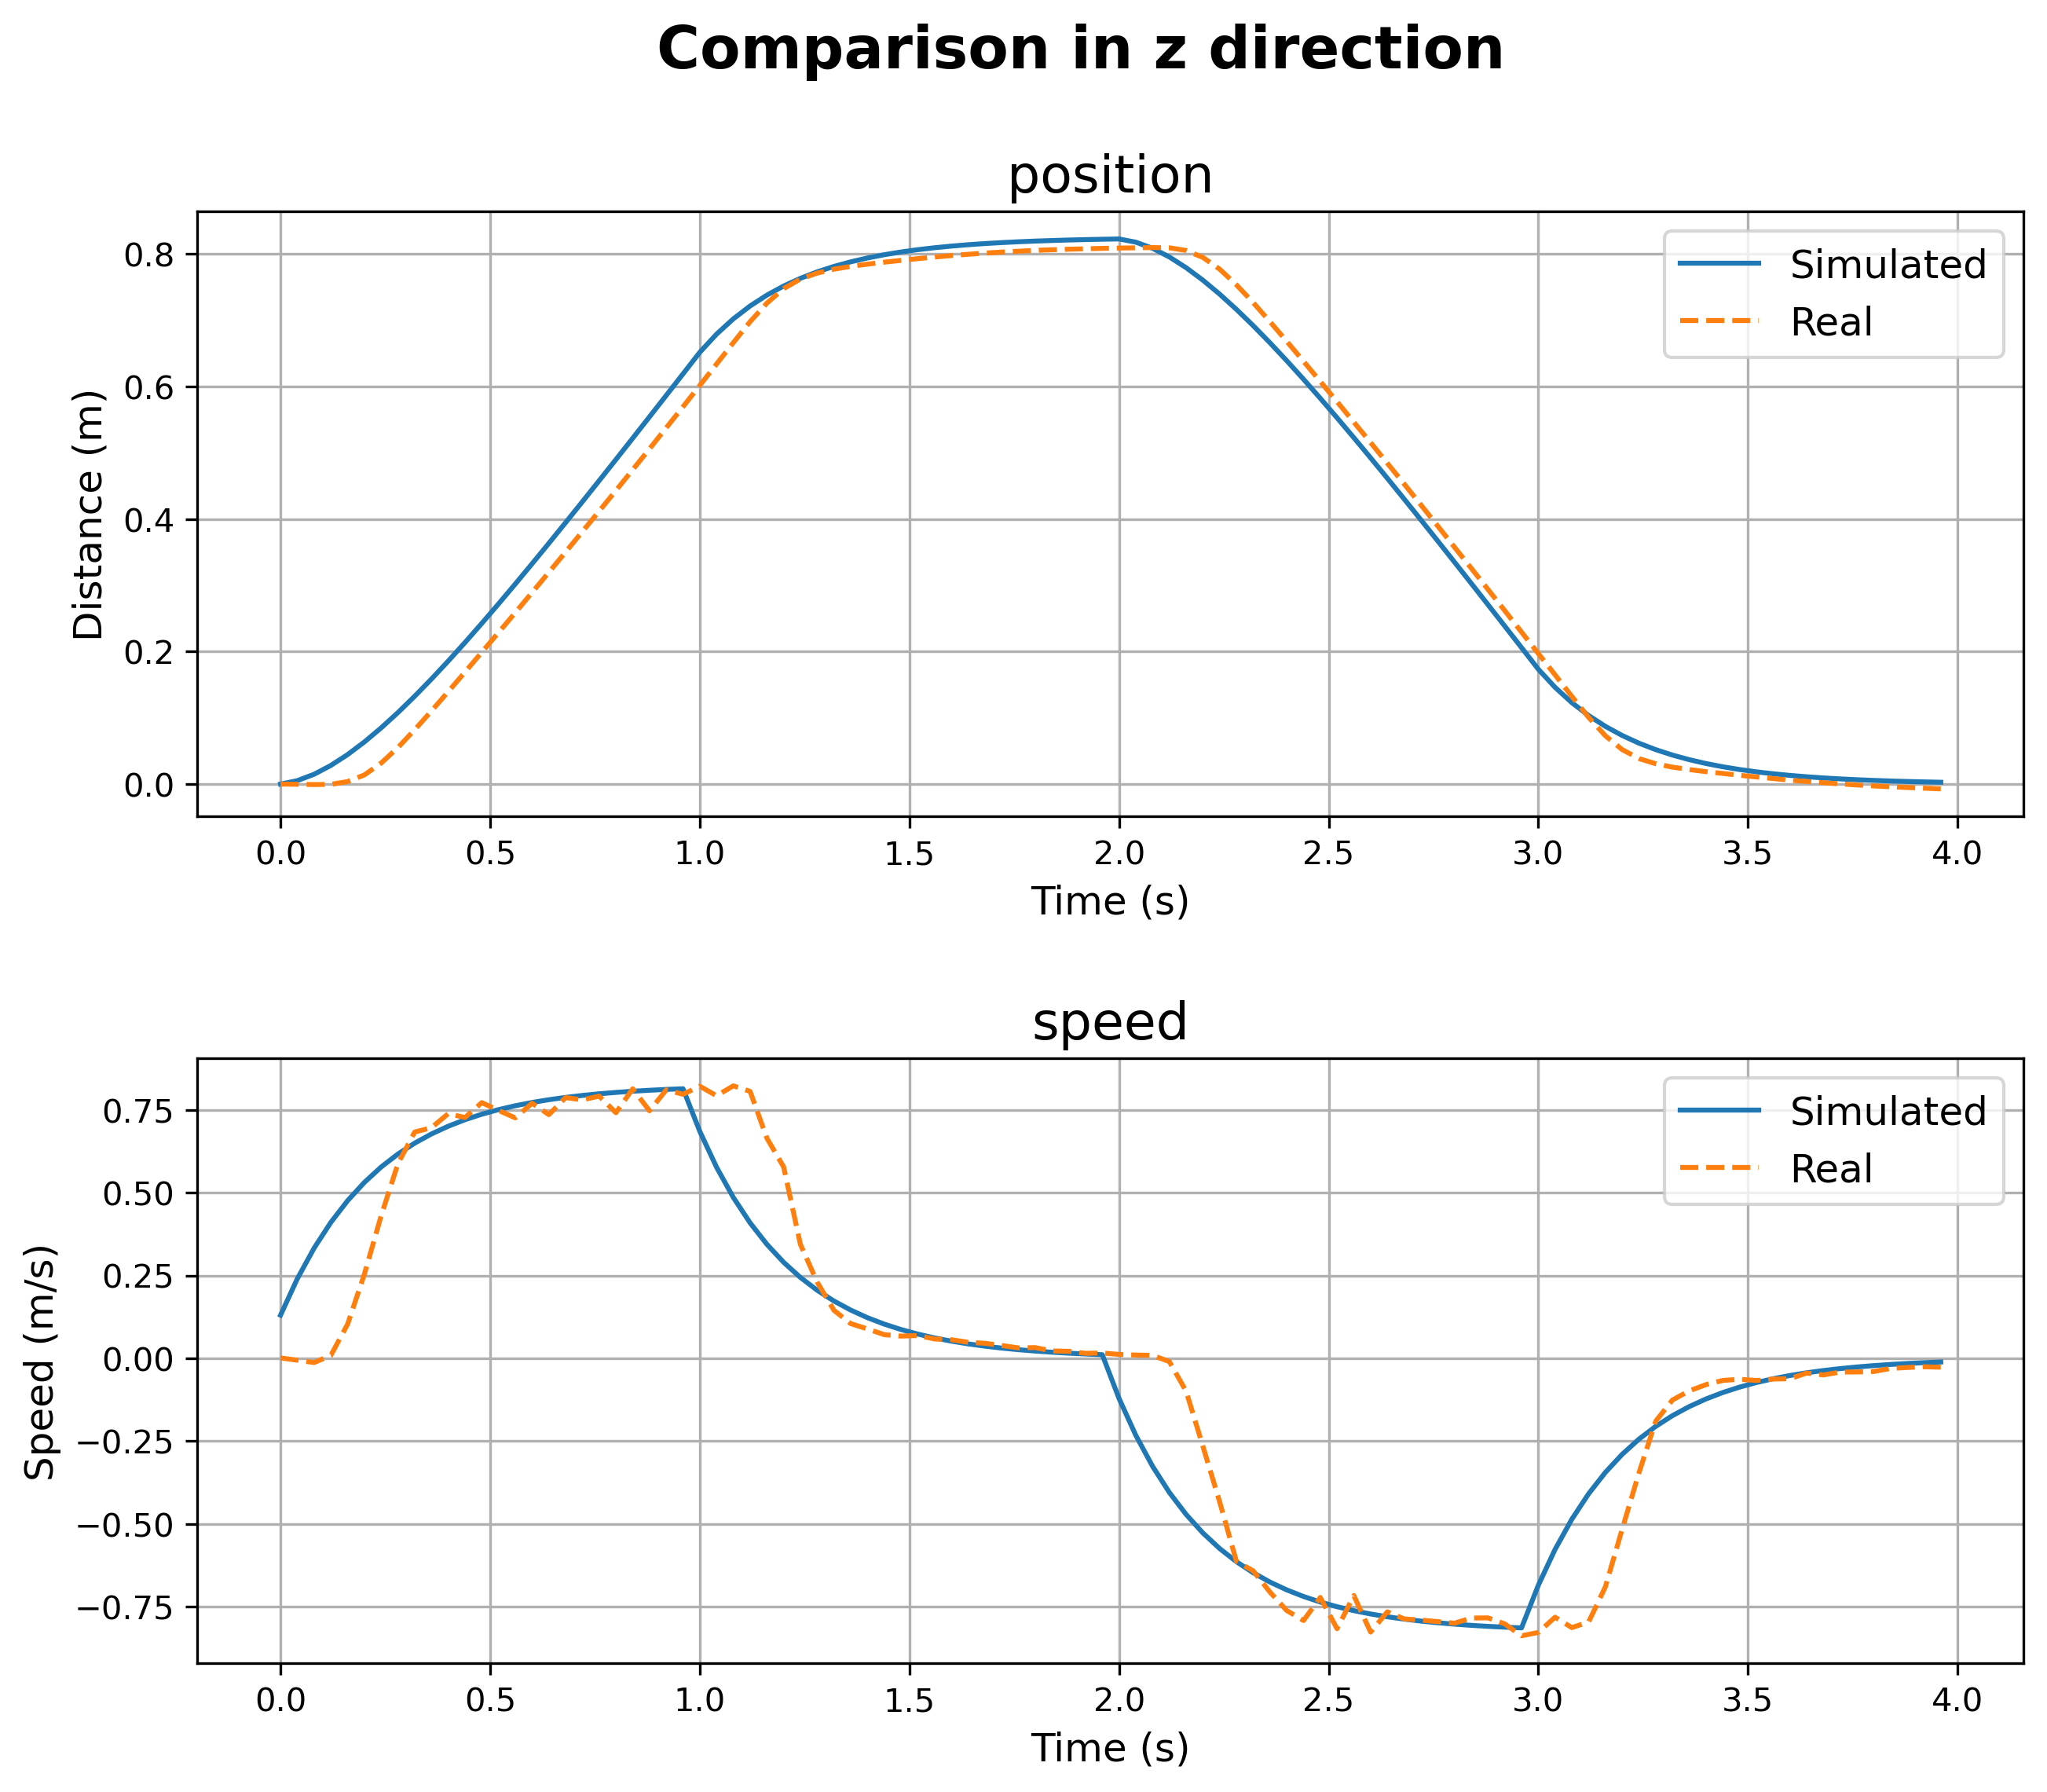 Comparison in z direction
position
Distance (m)
0.8
0.6
0.4
0.2
0.0
Simulated
Real
0.0 0.5 1.0 1.5 2.0 2.5 3.0 3.5 4.0
Time (s)
speed
Speed (m/s)
0.75
0.50
0.25
0.00
−0.25
−0.50
−0.75
Simulated
Real
0.0 0.5 1.0 1.5 2.0 2.5 3.0 3.5 4.0
Time (s)